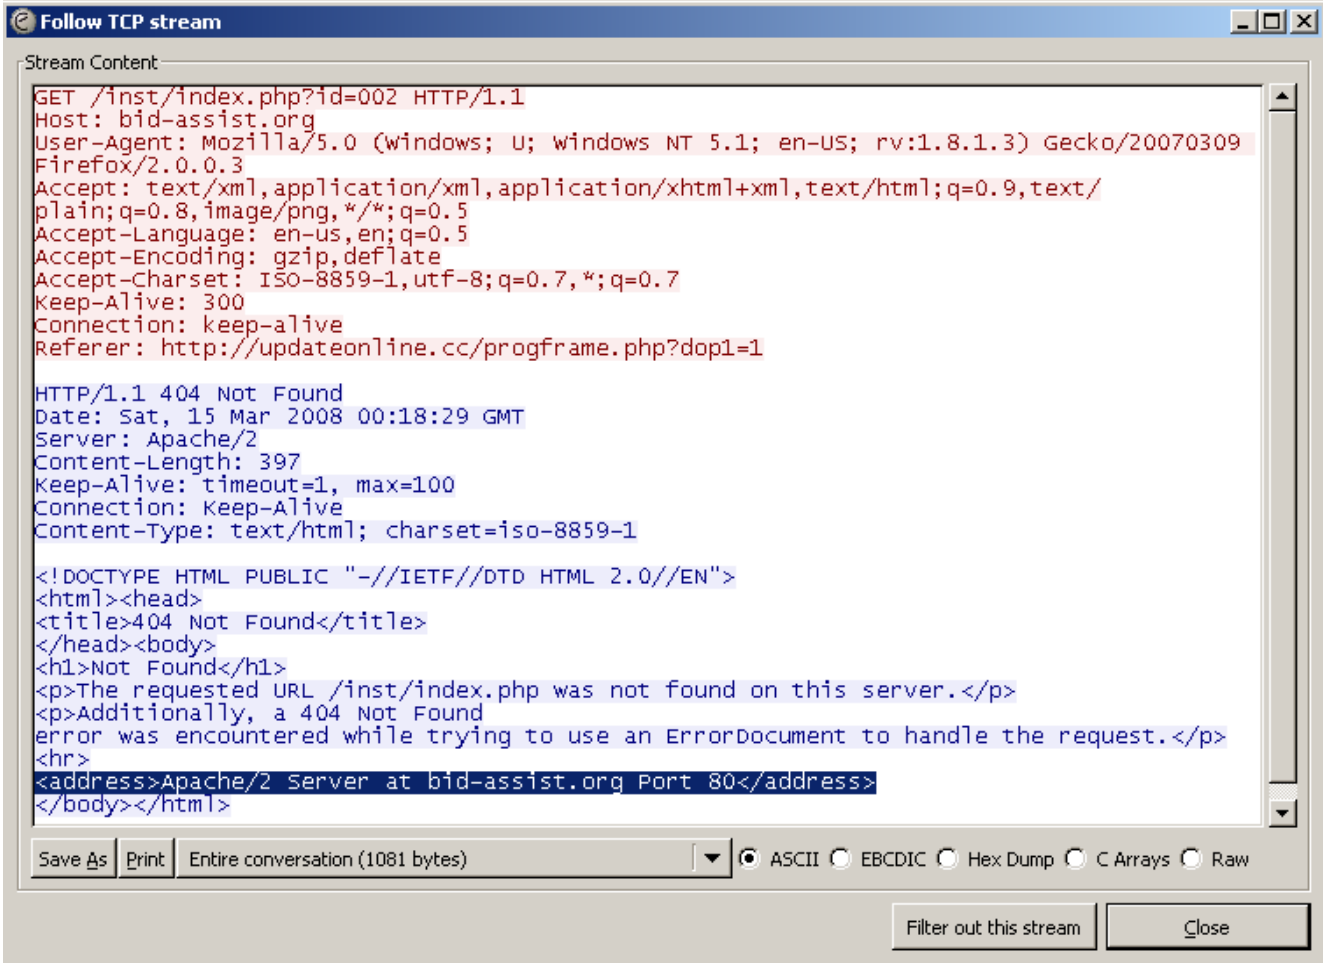 Follow TCP stream
Stream Content
GET /inst/index.php?id=002 HTTP/1.1
Host: bid-assist.org
User-Agent: Mozilla/5.0 (Windows; U; Windows NT 5.1; en-US; rv:1.8.1.3) Gecko/20070309
Firefox/2.0.0.3
Accept: text/xml,application/xml,application/xhtml+xml,text/html;q=0.9,text/
plain;q=0.8,image/png,*/*;q=0.5
Accept-Language: en-us,en;q=0.5
Accept-Encoding: gzip,deflate
Accept-Charset: ISO-8859-1,utf-8;q=0.7,*;q=0.7
Keep-Alive: 300
Connection: keep-alive
Referer: http://updateonline.cc/progframe.php?dop1=1
HTTP/1.1 404 Not Found
Date: Sat, 15 Mar 2008 00:18:29 GMT
Server: Apache/2
Content-Length: 397
Keep-Alive: timeout=1, max=100
Connection: Keep-Alive
Content-Type: text/html; charset=iso-8859-1
<!DOCTYPE HTML PUBLIC "-//IETF//DTD HTML 2.0//EN">
<html><head>
<title>404 Not Found</title>
</head><body>
<h1>Not Found</h1>
<p>The requested URL /inst/index.php was not found on this server.</p>
<p>Additionally, a 404 Not Found
error was encountered while trying to use an ErrorDocument to handle the request.</p>
<hr>
<address>Apache/2 Server at bid-assist.org Port 80</address>
</body></html>
Save As Print Entire conversation (1081 bytes) ASCII EBCDIC Hex Dump C Arrays Raw
Filter out this stream Close